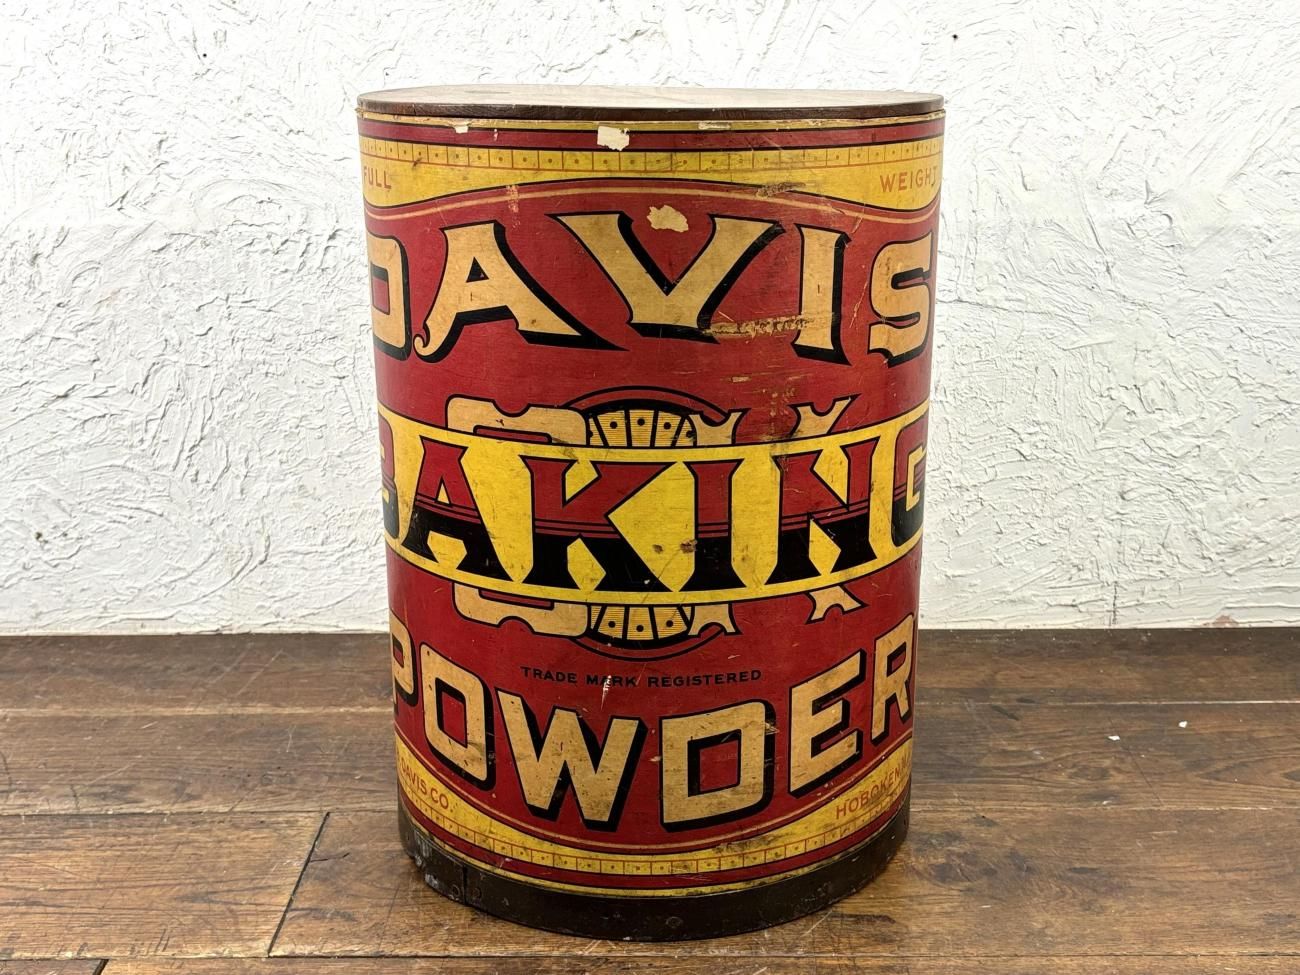 FULL WEIGHT
DAVIS
BAKING
POWDER
TRADE MARK REGISTERED
DAVIS CO. HOBOKEN